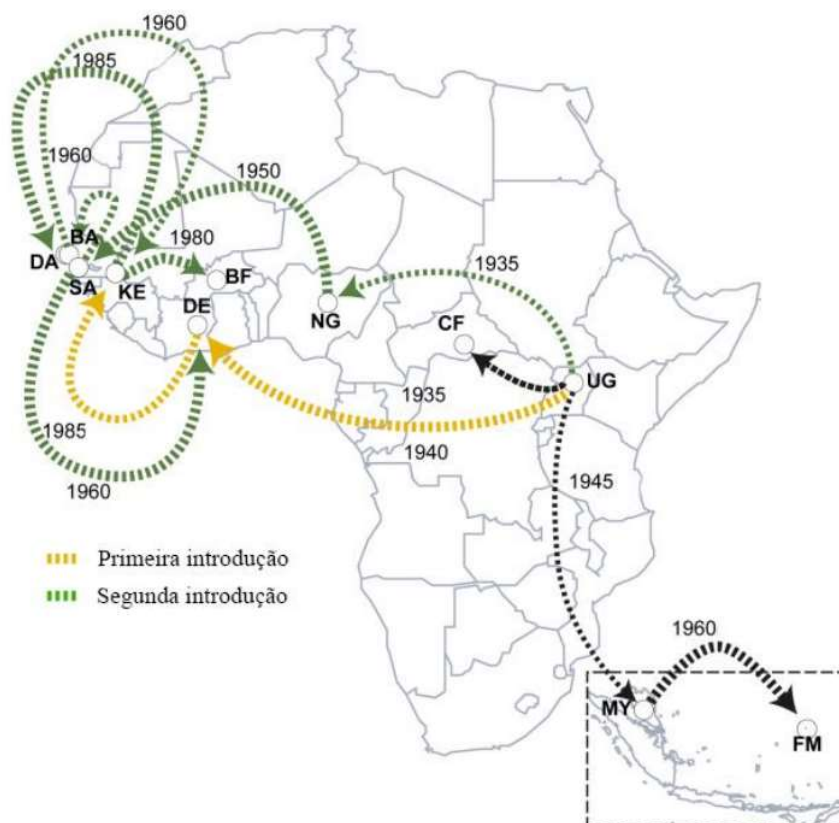 1960
1985
1960
1950
BA
1980
1935
DA
SA
KE
BF
DE
NG
CF
UG
1935
1985
1940
1945
1960
Primeira introdução
Segunda introdução
1960
MY
FM